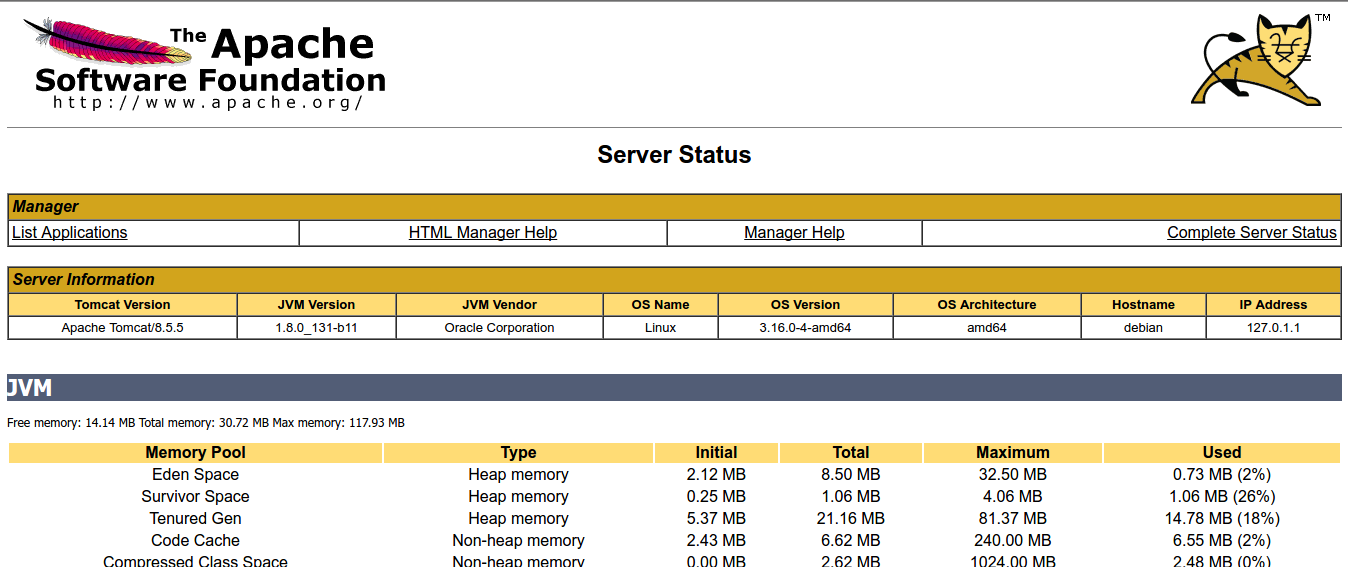 The Apache
Software Foundation
http://www.apache.org/
TM
Server Status
Manager
List Applications HTML Manager Help Manager Help Complete Server Status
Server Information
Tomcat Version JVM Version JVM Vendor OS Name OS Version OS Architecture Hostname IP Address
Apache Tomcat/8.5.5 1.8.0_131-b11 Oracle Corporation Linux 3.16.0-4-amd64 amd64 debian 127.0.1.1
JVM
Free memory: 14.14 MB Total memory: 30.72 MB Max memory: 117.93 MB
Memory Pool Type Initial Total Maximum Used
Eden Space Heap memory 2.12 MB 8.50 MB 32.50 MB 0.73 MB (2%)
Survivor Space Heap memory 0.25 MB 1.06 MB 4.06 MB 1.06 MB (26%)
Tenured Gen Heap memory 5.37 MB 21.16 MB 81.37 MB 14.78 MB (18%)
Code Cache Non-heap memory 2.43 MB 6.62 MB 240.00 MB 6.55 MB (2%)
Compressed Class Space Non-heap memory 0.00 MB 2.62 MB 1024.00 MB 2.48 MB (0%)